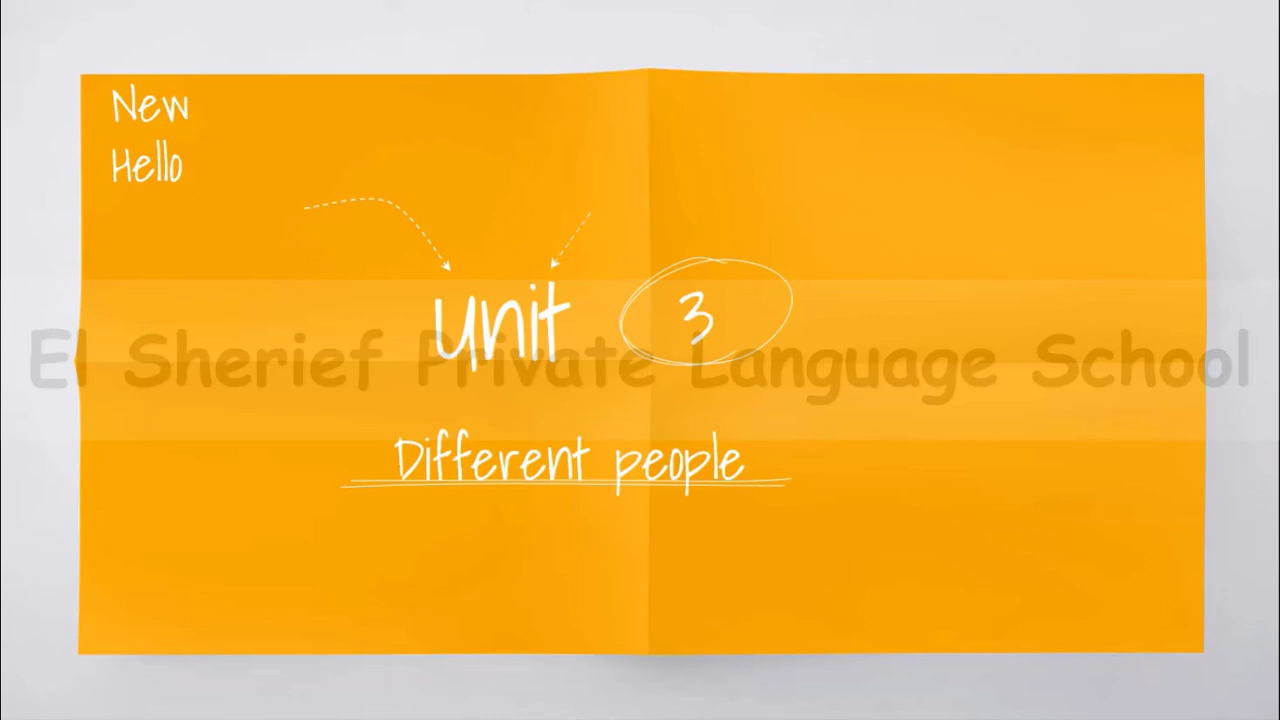 New
Hello
unit 3
El Sherief Private Language School
Different people